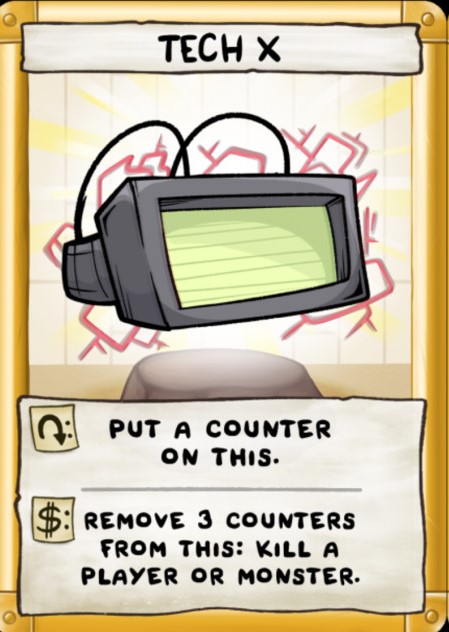 TECH X
PUT A COUNTER
ON THIS.
$: REMOVE 3 COUNTERS
FROM THIS: KILL A
PLAYER OR MONSTER.